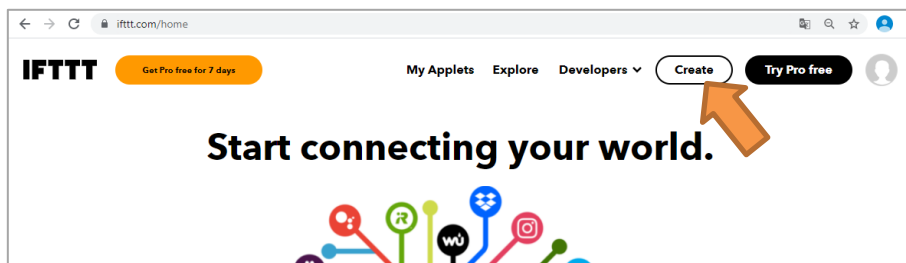 ifttt.com/home
IFTTT Get Pro free for 7 days My Applets Explore Developers Create Try Pro free
Start connecting your world.
wù